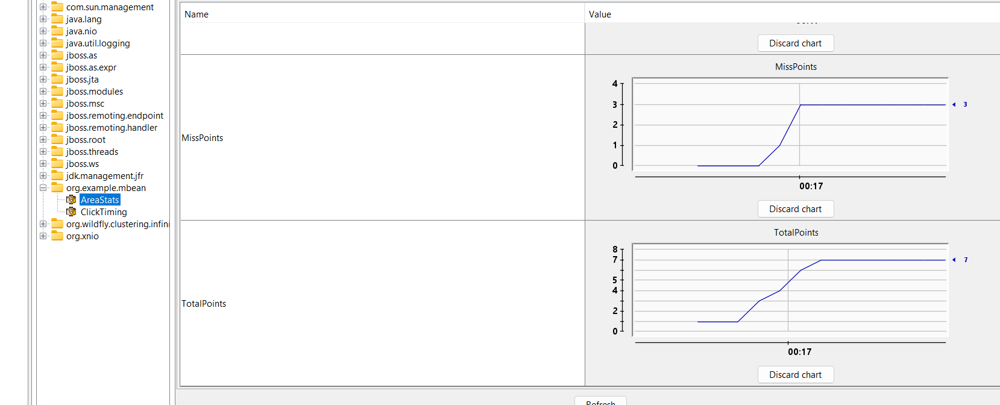 com.sun.management
java.lang
java.nio
java.util.logging
jboss.as
jboss.as.expr
jboss.jta
jboss.modules
jboss.msc
jboss.remoting.endpoint
jboss.remoting.handler
jboss.root
jboss.threads
jboss.ws
jdk.management.jfr
org.example.mbean
AreaStats
ClickTiming
org.wildfly.clustering.infini
org.xnio
Name
Value
Discard chart
MissPoints
MissPoints
4
3
2
1
0
3
00:17
Discard chart
TotalPoints
TotalPoints
8
7
5
4
2
0
7
00:17
Discard chart
Refresh